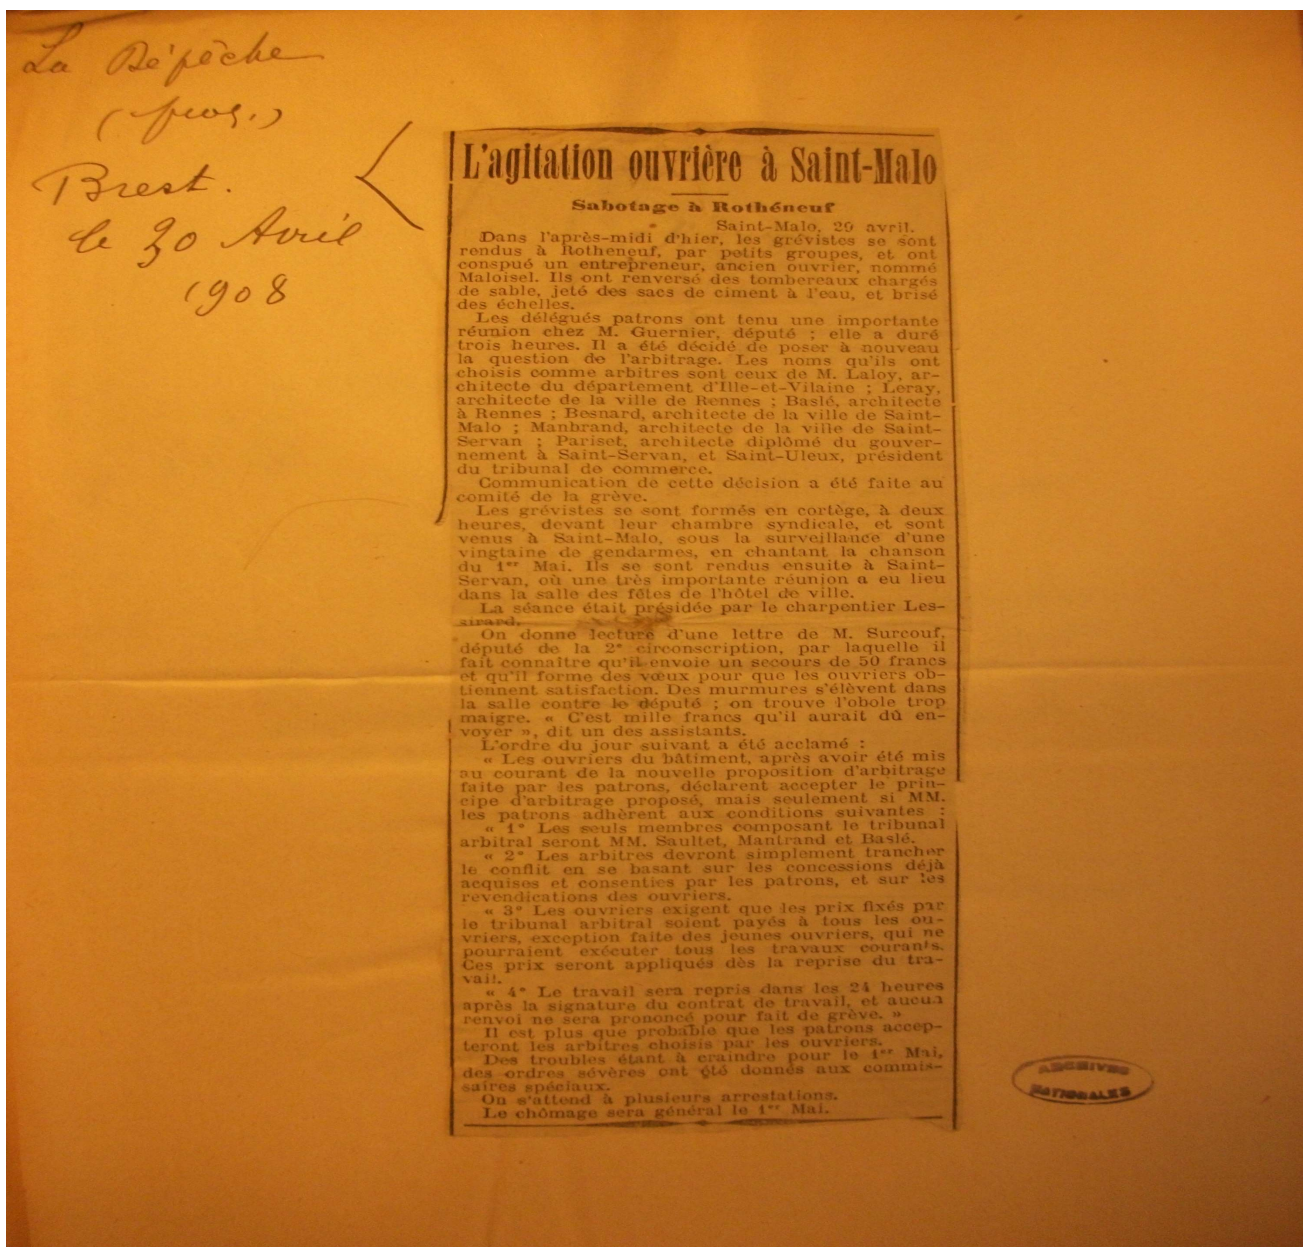 La Dépêche
(prog.)
Brest.
le 30 Avril
1908
L'agitation ouvrière à Saint-Malo
Sabotage à Rothéneuf
Saint-Malo, 29 avril.
Dans l'après-midi d'hier, les grévistes se sont
rendus à Rotheneuf, par petits groupes, et ont
conspué un entrepreneur, ancien ouvrier, nommé
Maloisel. Ils ont renversé des tombereaux chargés
de sable, jeté des sacs de ciment à l'eau, et brisé
des échelles.
Les délégués patrons ont tenu une importante
réunion chez M. Guernier, député ; elle a duré
trois heures. Il a été décidé de poser à nouveau
la question de l'arbitrage. Les noms qu'ils ont
choisis comme arbitres sont ceux de M. Laloy, ar-
chitecte du département d'Ille-et-Vilaine ; Leray,
architecte de la ville de Rennes ; Baslé, architecte
à Rennes ; Besnard, architecte de la ville de Saint-
Malo ; Manbrand, architecte de la ville de Saint-
Servan ; Pariset, architecte diplômé du gouver-
nement à Saint-Servan, et Saint-Uleux, président
du tribunal de commerce.
Communication de cette décision a été faite au
comité de la grève.
Les grévistes se sont formés en cortège, à deux
heures, devant leur chambre syndicale, et sont
venus à Saint-Malo, sous la surveillance d'une
vingtaine de gendarmes, en chantant la chanson
du 1er Mai. Ils se sont rendus ensuite à Saint-
Servan, où une très importante réunion a eu lieu
dans la salle des fêtes de l'hôtel de ville.
La séance était présidée par le charpentier Les-
sirard.
On donne lecture d'une lettre de M. Surcouf,
député de la 2e circonscription, par laquelle il
fait connaître qu'il envoie un secours de 50 francs
et qu'il forme des vœux pour que les ouvriers ob-
tiennent satisfaction. Des murmures s'élèvent dans
la salle contre le député ; on trouve l'obole trop
maigre. « C'est mille francs qu'il aurait dû en-
voyer », dit un des assistants.
L'ordre du jour suivant a été acclamé :
« Les ouvriers du bâtiment, après avoir été mis
au courant de la nouvelle proposition d'arbitrage
faite par les patrons, déclarent accepter le prin-
cipe d'arbitrage proposé, mais seulement si MM.
les patrons adhèrent aux conditions suivantes :
« 1° Les seuls membres composant le tribunal
arbitral seront MM. Saultet, Mantrand et Baslé.
« 2° Les arbitres devront simplement trancher
le conflit en se basant sur les concessions déjà
acquises et consenties par les patrons, et sur les
revendications des ouvriers.
« 3° Les ouvriers exigent que les prix fixés par
le tribunal arbitral soient payés à tous les ou-
vriers, exception faite des jeunes ouvriers, qui ne
pourraient exécuter tous les travaux courants.
Ces prix seront appliqués dès la reprise du tra-
vail.
« 4° Le travail sera repris dans les 24 heures
après la signature du contrat de travail, et aucun
renvoi ne sera prononcé pour fait de grève. »
Il est plus que probable que les patrons accep-
teront les arbitres choisis par les ouvriers.
Des troubles étant à craindre pour le 1er Mai,
des ordres sévères ont été donnés aux commis-
saires spéciaux.
On s'attend à plusieurs arrestations.
Le chômage sera général le 1er Mai.
ARCHIVES
NATIONALES